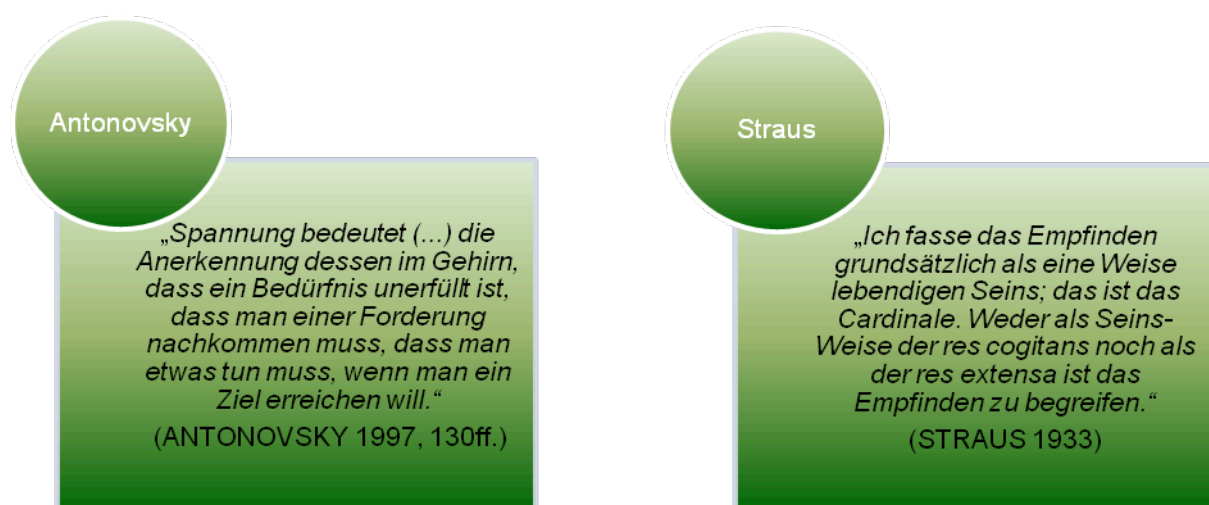 Antonovsky
„Spannung bedeutet (...) die
Anerkennung dessen im Gehirn,
dass ein Bedürfnis unerfüllt ist,
dass man einer Forderung
nachkommen muss, dass man
etwas tun muss, wenn man ein
Ziel erreichen will.“
(ANTONOVSKY 1997, 130ff.)
Straus
„Ich fasse das Empfinden
grundsätzlich als eine Weise
lebendigen Seins; das ist das
Cardinale. Weder als Seins-
Weise der res cogitans noch als
der res extensa ist das
Empfinden zu begreifen.“
(STRAUS 1933)